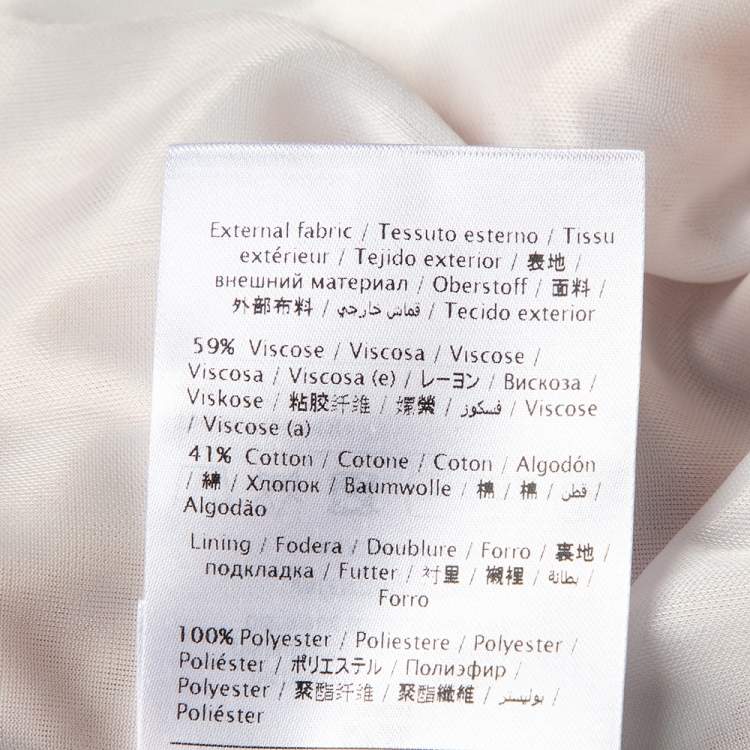 External fabric / Tessuto esterno / Tissu
extérieur / Tejido exterior / 表地 /
внешний материал / Oberstoff / 面料 /
外部布料 / قماش خارجي / Tecido exterior
59% Viscose / Viscosa / Viscose /
Viscosa / Viscosa (e) / レーヨン / Вискоза /
Viskose / 粘胶纤维 / 嫘縈 / فسكوز / Viscose
/ Viscose (a)
41% Cotton / Cotone / Coton / Algodón
/ 綿 / Хлопок / Baumwolle / 棉 / 棉 / قطن /
Algodão
Lining / Fodera / Doublure / Forro / 裏地 /
подкладка / Futter / 衬里 / 襯裡 / بطانة /
Forro
100% Polyester / Poliestere / Polyester /
Poliéster / ポリエステル / Полиэфир /
Polyester / 聚酯纤维 / 聚酯纖維 / بوليستر /
Poliéster